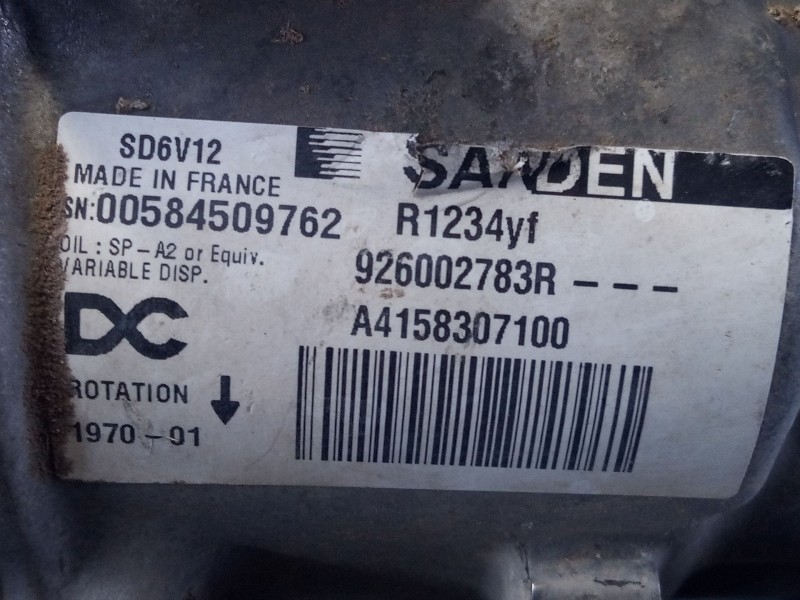 SD6V12
MADE IN FRANCE
SANDEN
SN:00584509762
R1234yf
OIL : SP-A2 or Equiv.
VARIABLE DISP.
926002783R - - -
A4158307100
DC
ROTATION
1970-01